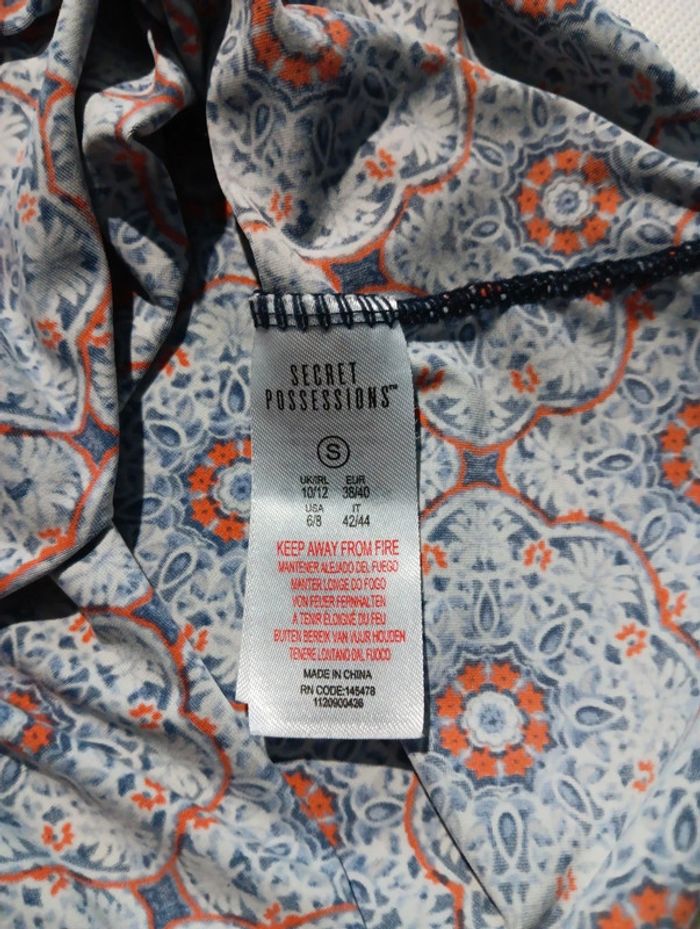 SECRET
POSSESSIONS™
S
UK/IRL EUR
10/12 38/40
USA IT
6/8 42/44
KEEP AWAY FROM FIRE
MANTENER ALEJADO DEL FUEGO
MANTER LONGE DO FOGO
VON FEUER FERNHALTEN
A TENIR ÉLOIGNÉ DU FEU
BUITEN BEREIK VAN VUUR HOUDEN
TENERE LONTANO DAL FUOCO
MADE IN CHINA
RN CODE:145478
1120900426